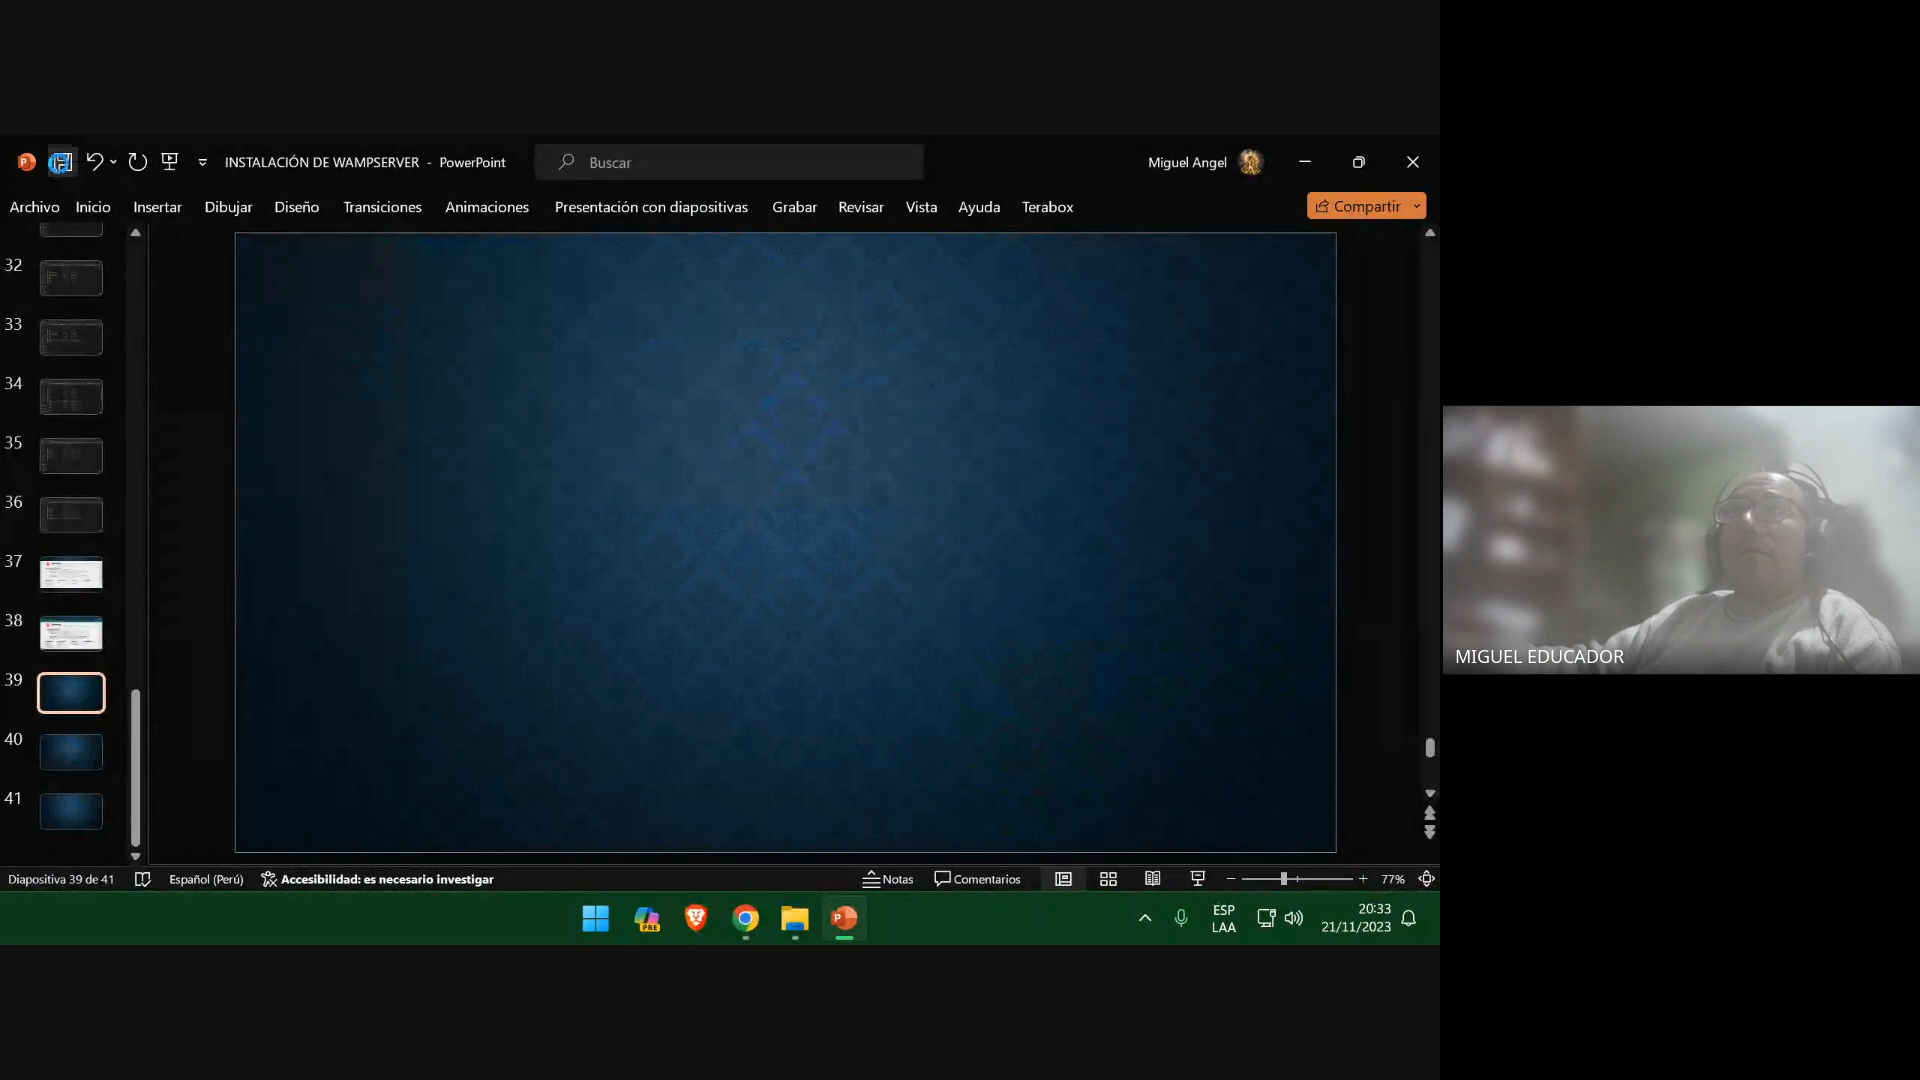 INSTALACIÓN DE WAMPSERVER - PowerPoint
Buscar
Miguel Angel
Archivo Inicio Insertar Dibujar Diseño Transiciones Animaciones Presentación con diapositivas Grabar Revisar Vista Ayuda Terabox
Compartir
32
33
34
35
36
37
38
39
40
41
MIGUEL EDUCADOR
Diapositiva 39 de 41 Español (Perú) Accesibilidad: es necesario investigar Notas Comentarios 77%
PRE
ESP
LAA
20:33
21/11/2023